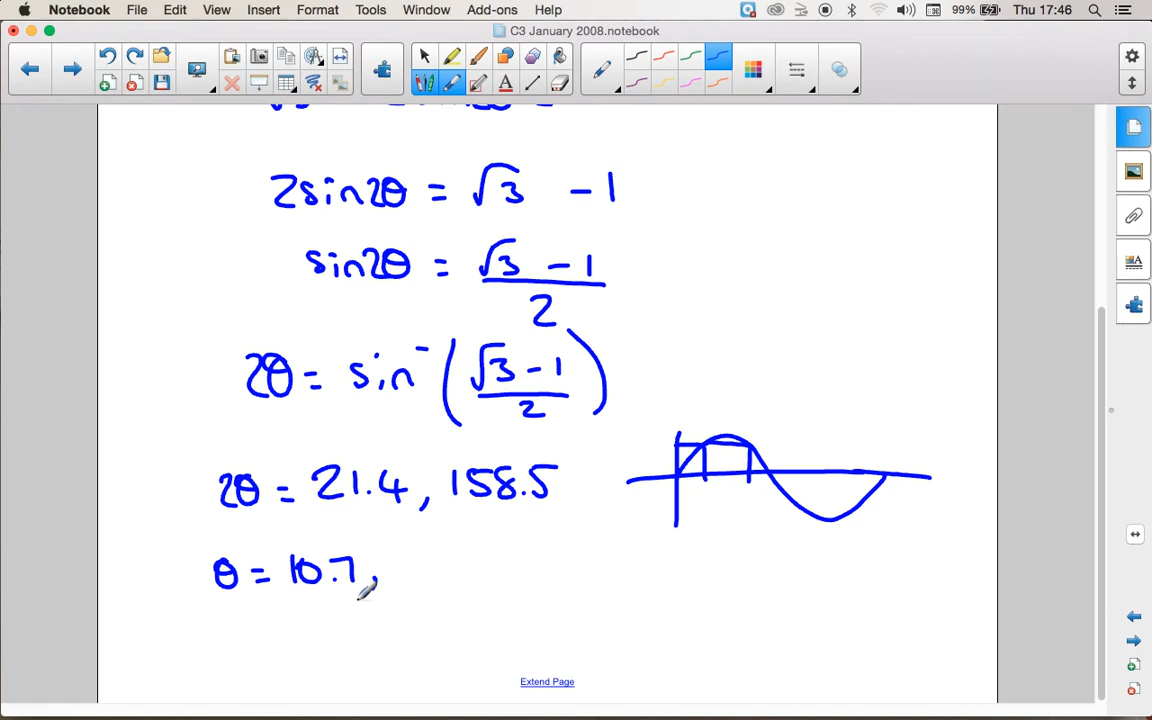 Notebook File Edit View Insert Format Tools Window Add-ons Help 99% Thu 17:46
C3 January 2008.notebook
2sin2θ = √3 - 1
sin2θ = √3 - 1
2
2θ = sin⁻ (√3 - 1
2)
2θ = 21.4, 158.5
θ = 10.7,
Extend Page